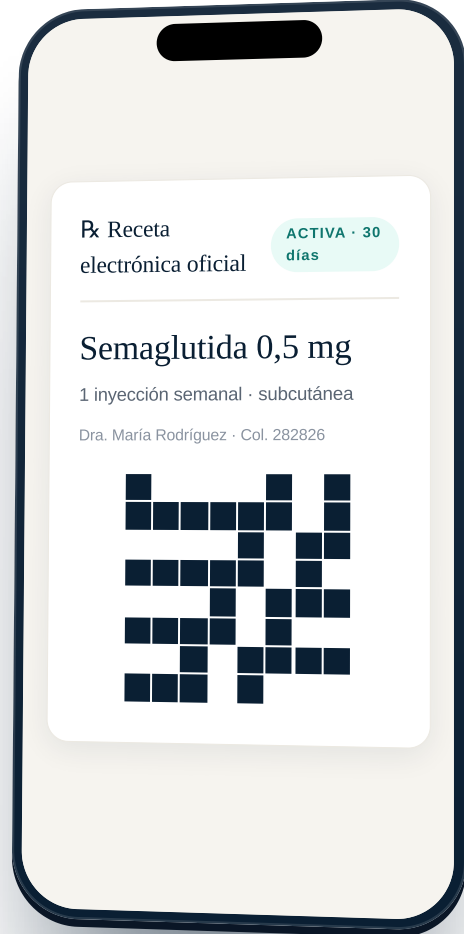 ℞ Receta
electrónica oficial
ACTIVA · 30
días
Semaglutida 0,5 mg
1 inyección semanal · subcutánea
Dra. María Rodríguez · Col. 282826